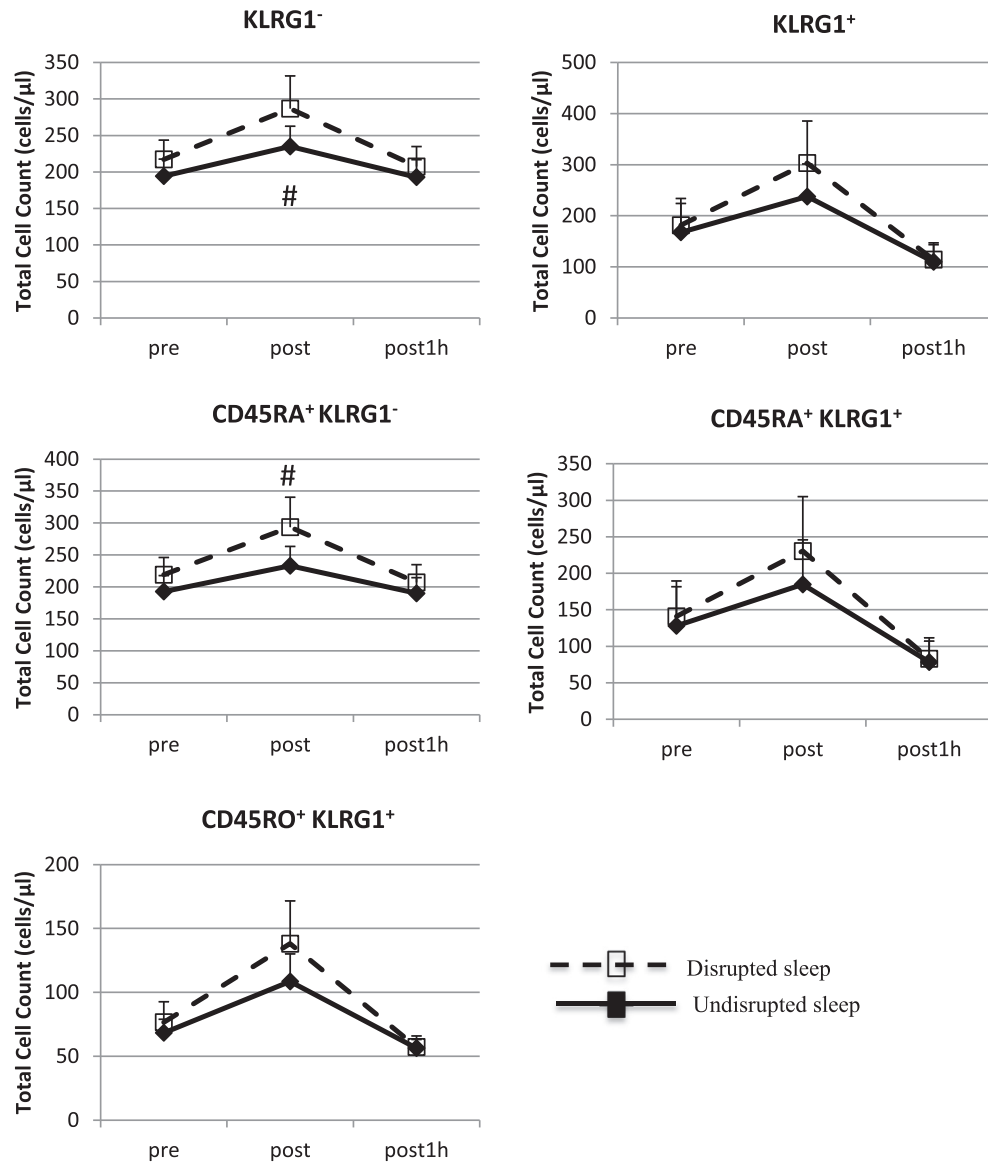 KLRG1⁻
Total Cell Count (cells/µl)
350
300
250
200
150
100
50
0
#
pre post post1h
KLRG1⁺
Total Cell Count (cells/µl)
500
400
300
200
100
0
pre post post1h
CD45RA⁺ KLRG1⁻
Total Cell Count (cells/µl)
400
350
300
250
200
150
100
50
0
#
pre post post1h
CD45RA⁺ KLRG1⁺
Total Cell Count (cells/µl)
350
300
250
200
150
100
50
0
pre post post1h
CD45RO⁺ KLRG1⁺
Total Cell Count (cells/µl)
200
150
100
50
0
pre post post1h
Disrupted sleep
Undisrupted sleep